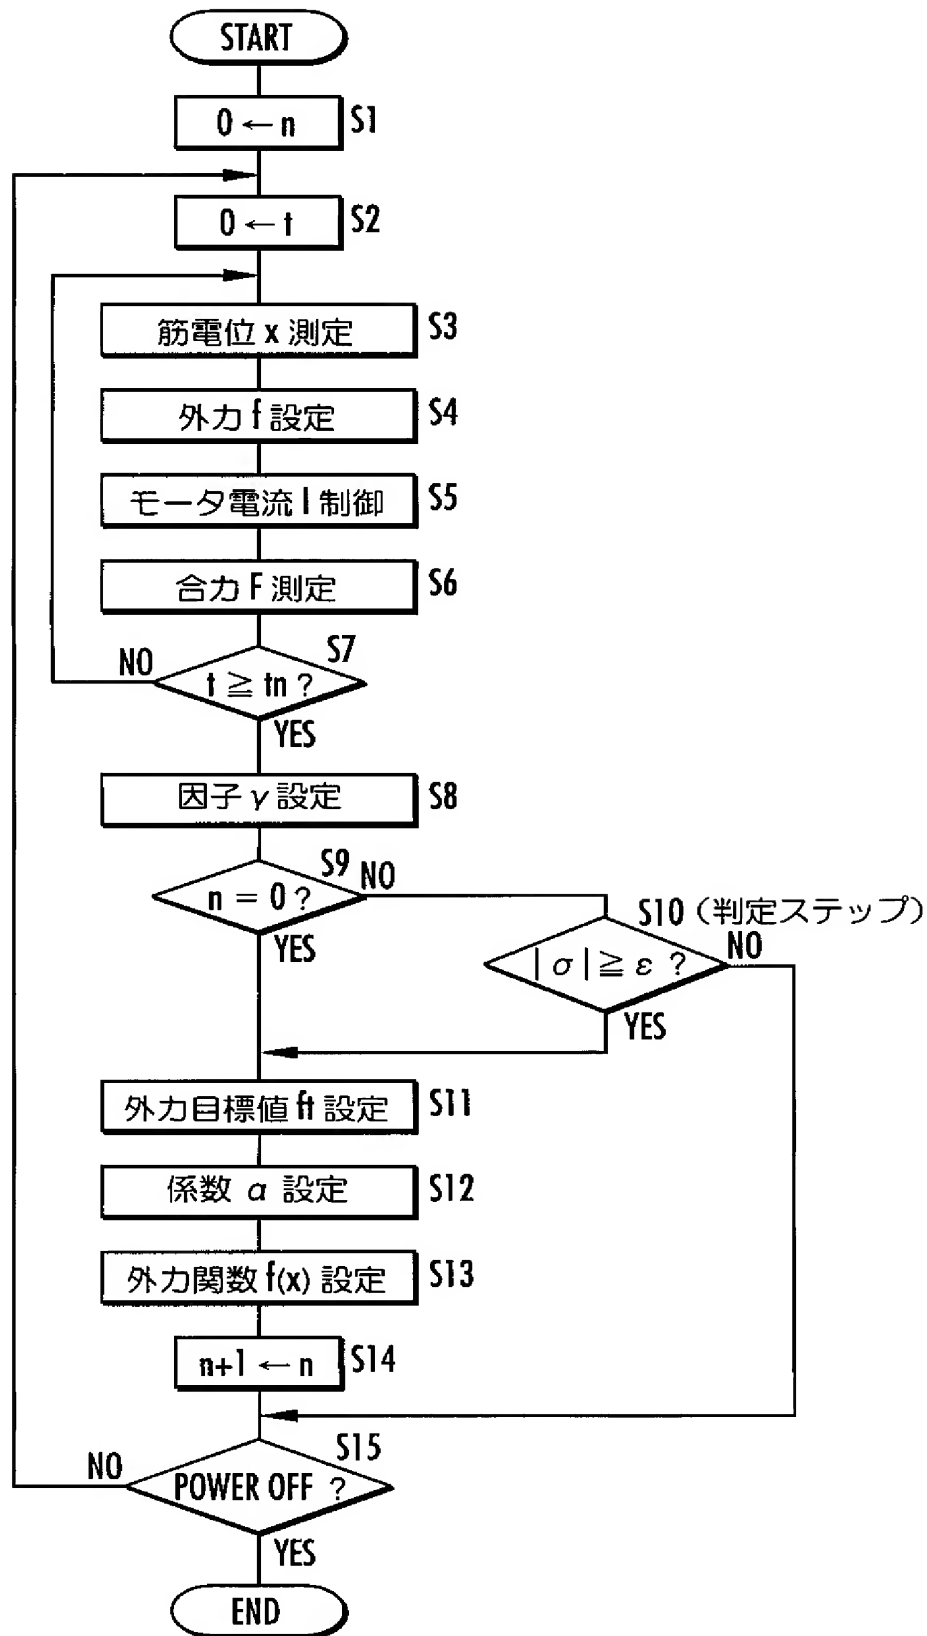 START
0 ← n S1
0 ← t S2
筋電位 x 測定 S3
外力 f 設定 S4
モータ電流 I 制御 S5
合力 F 測定 S6
S7
NO
t ≧ tn ?
YES
因子 γ 設定 S8
S9
NO
n = 0 ?
YES
S10 (判定ステップ)
NO
| σ | ≧ ε ?
YES
外力目標値 ft 設定 S11
係数 α 設定 S12
外力関数 f(x) 設定 S13
n+1 ← n S14
S15
NO
POWER OFF ?
YES
END